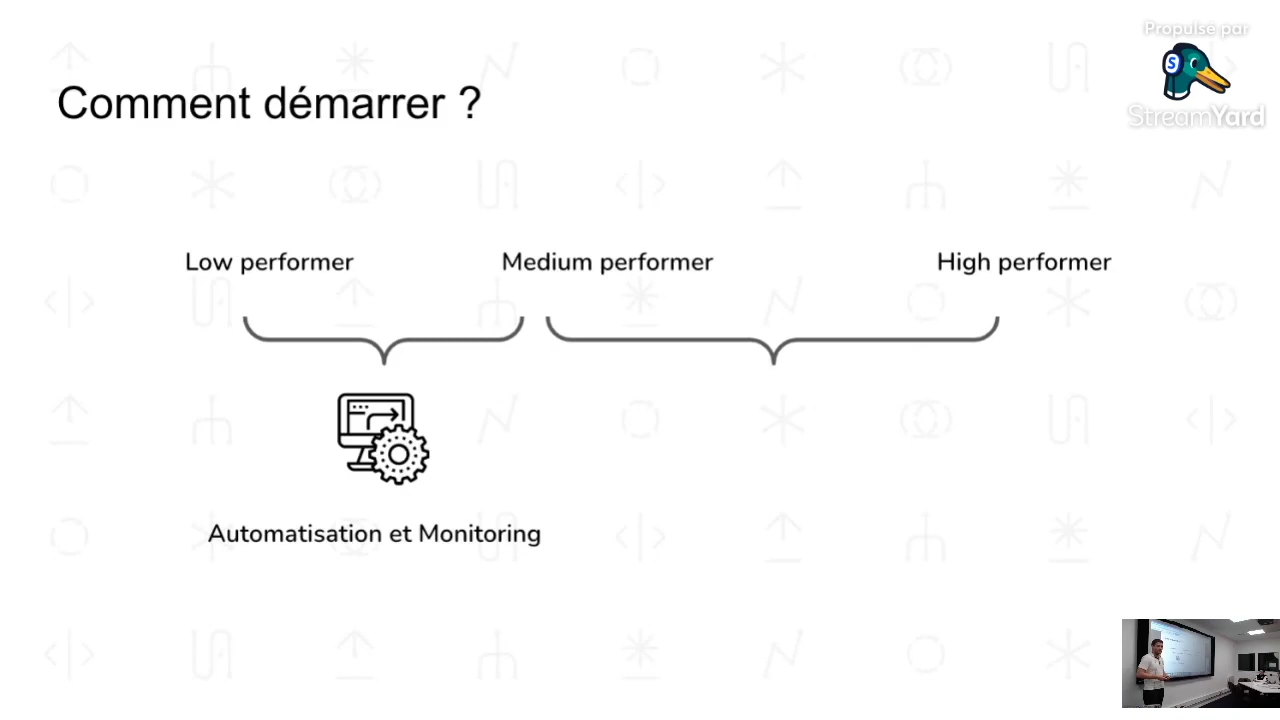 Propulsé par
StreamYard
Comment démarrer ?
Low performer
Medium performer
High performer
Automatisation et Monitoring